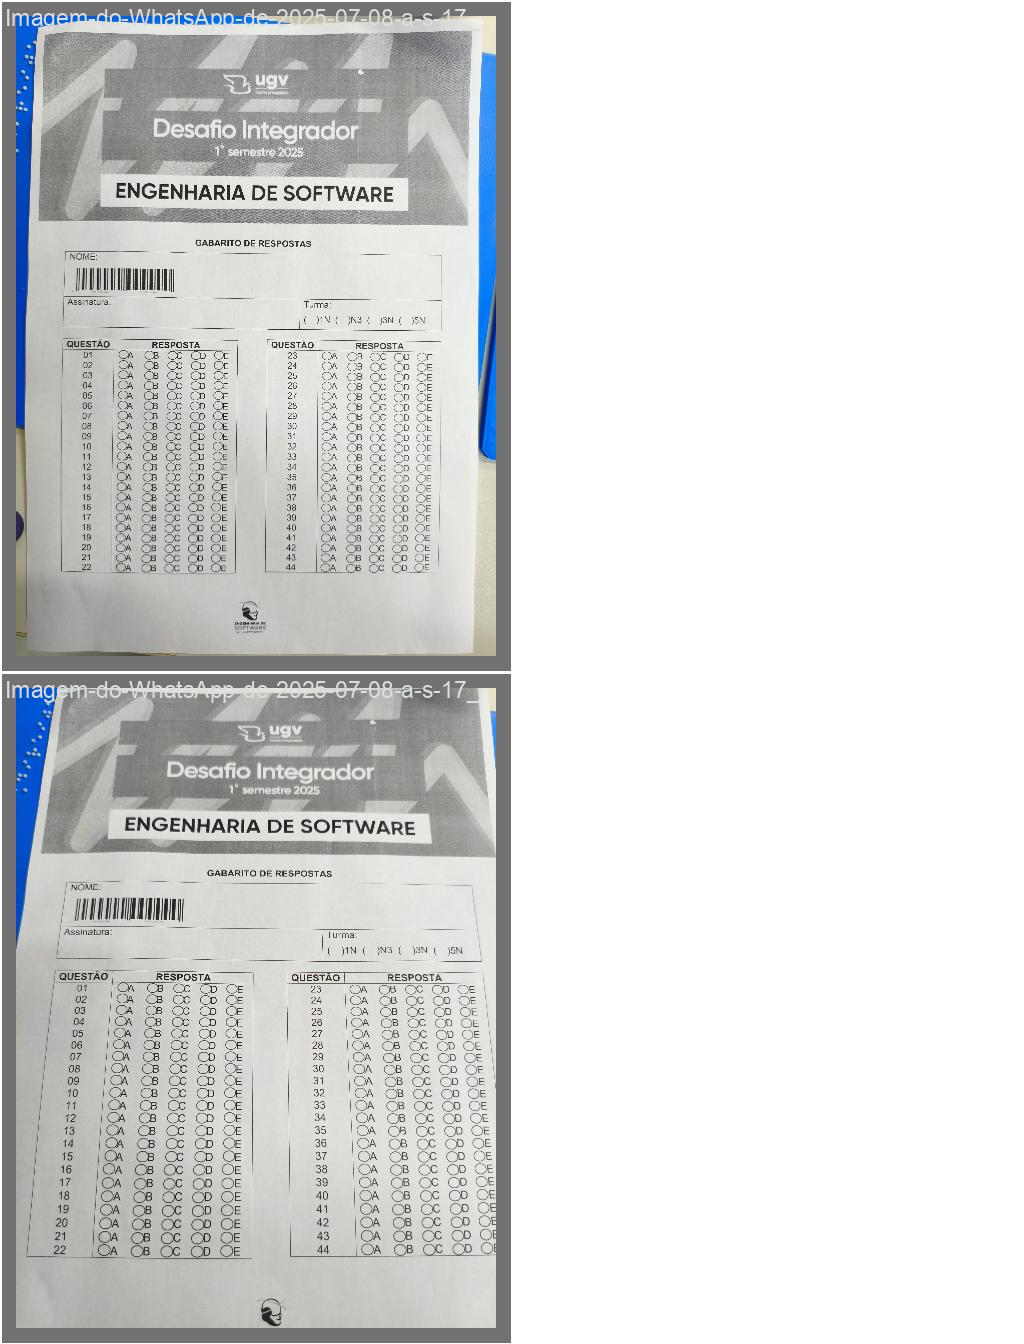 Imagem-do-WhatsApp-de-2025-07-08-a-s-17_
ugv
Desafio Integrador
1° semestre 2025
ENGENHARIA DE SOFTWARE
GABARITO DE RESPOSTAS
NOME:
Assinatura:
Turma:
( )1N ( )N3 ( )3N ( )5N
QUESTÃO RESPOSTA QUESTÃO RESPOSTA
01 A B C D E 23 A B C D E
02 A B C D E 24 A B C D E
03 A B C D E 25 A B C D E
04 A B C D E 26 A B C D E
05 A B C D E 27 A B C D E
06 A B C D E 28 A B C D E
07 A B C D E 29 A B C D E
08 A B C D E 30 A B C D E
09 A B C D E 31 A B C D E
10 A B C D E 32 A B C D E
11 A B C D E 33 A B C D E
12 A B C D E 34 A B C D E
13 A B C D E 35 A B C D E
14 A B C D E 36 A B C D E
15 A B C D E 37 A B C D E
16 A B C D E 38 A B C D E
17 A B C D E 39 A B C D E
18 A B C D E 40 A B C D E
19 A B C D E 41 A B C D E
20 A B C D E 42 A B C D E
21 A B C D E 43 A B C D E
22 A B C D E 44 A B C D E
ENGENHARIA DE
SOFTWARE
Imagem-do-WhatsApp-de-2025-07-08-a-s-17_
ugv
Desafio Integrador
1° semestre 2025
ENGENHARIA DE SOFTWARE
GABARITO DE RESPOSTAS
NOME:
Assinatura:
Turma:
( )1N ( )N3 ( )3N ( )5N
QUESTÃO RESPOSTA QUESTÃO RESPOSTA
01 A B C D E 23 A B C D E
02 A B C D E 24 A B C D E
03 A B C D E 25 A B C D E
04 A B C D E 26 A B C D E
05 A B C D E 27 A B C D E
06 A B C D E 28 A B C D E
07 A B C D E 29 A B C D E
08 A B C D E 30 A B C D E
09 A B C D E 31 A B C D E
10 A B C D E 32 A B C D E
11 A B C D E 33 A B C D E
12 A B C D E 34 A B C D E
13 A B C D E 35 A B C D E
14 A B C D E 36 A B C D E
15 A B C D E 37 A B C D E
16 A B C D E 38 A B C D E
17 A B C D E 39 A B C D E
18 A B C D E 40 A B C D E
19 A B C D E 41 A B C D E
20 A B C D E 42 A B C D E
21 A B C D E 43 A B C D E
22 A B C D E 44 A B C D